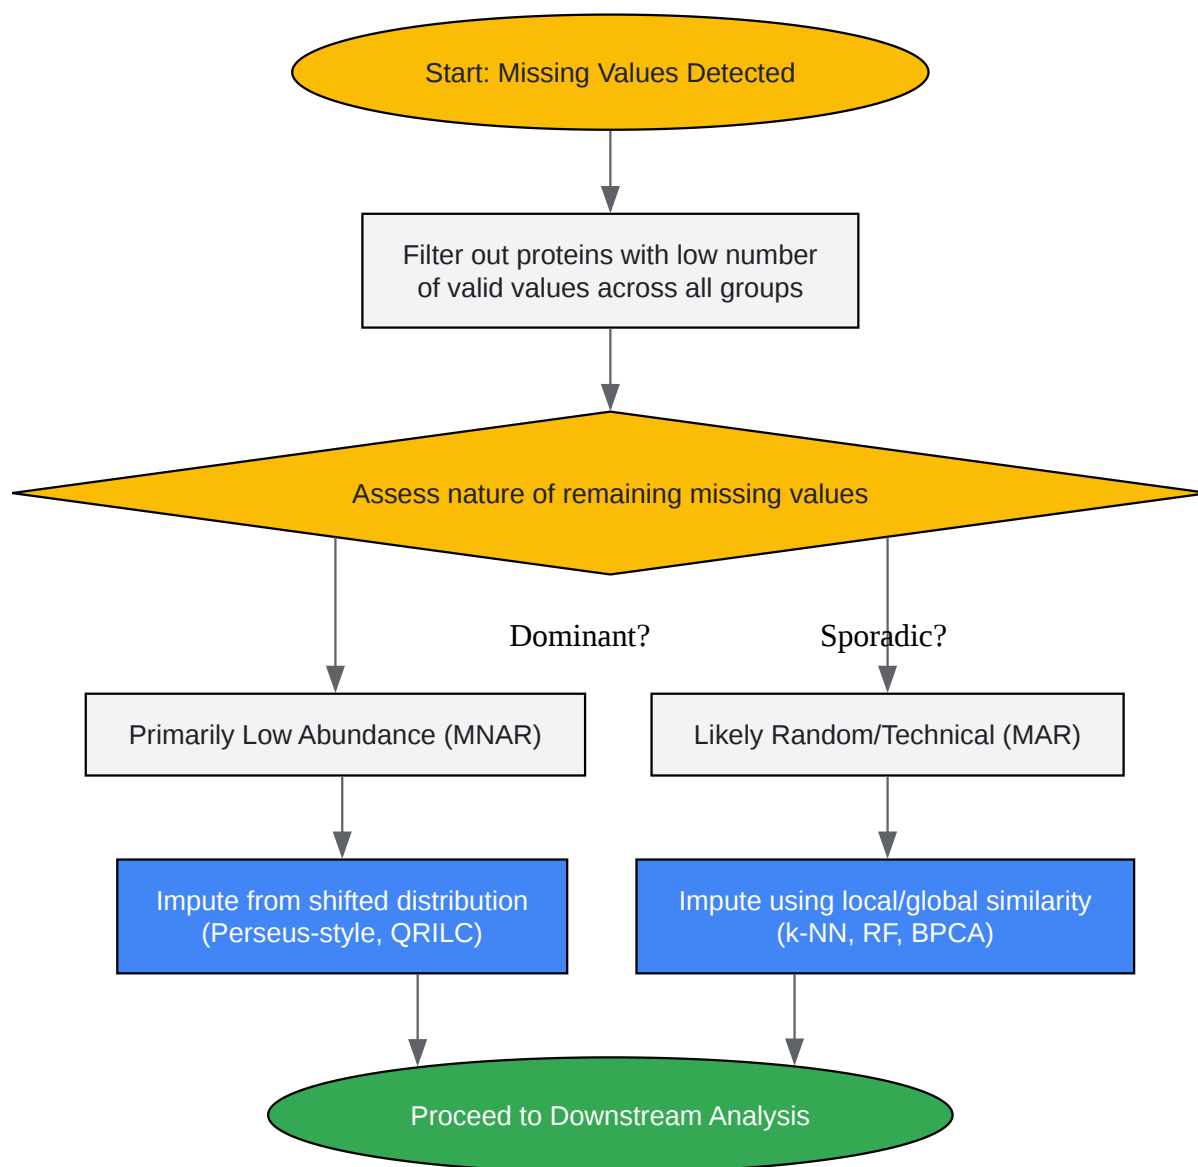 Start: Missing Values Detected
Filter out proteins with low number
of valid values across all groups
Assess nature of remaining missing values
Dominant?
Sporadic?
Primarily Low Abundance (MNAR)
Likely Random/Technical (MAR)
Impute from shifted distribution
(Perseus-style, QRILC)
Impute using local/global similarity
(k-NN, RF, BPCA)
Proceed to Downstream Analysis